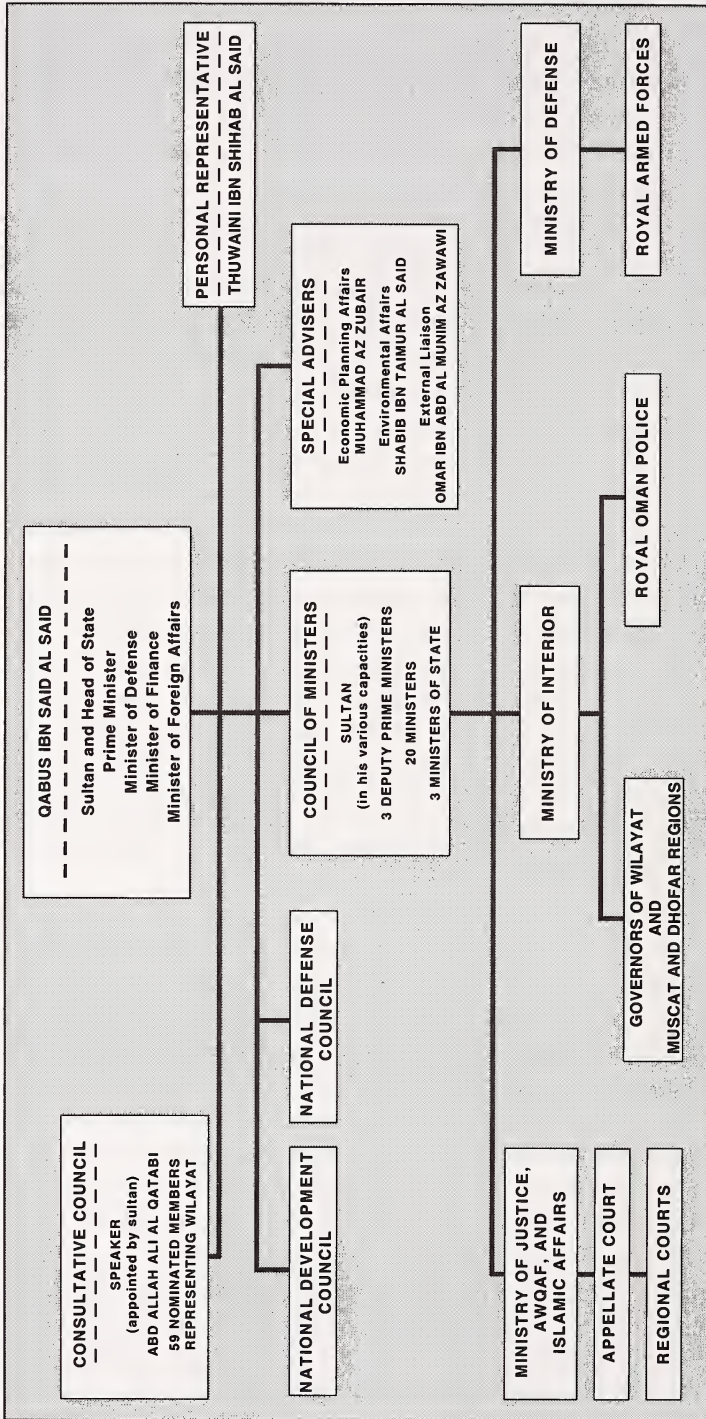 QABUS IBN SAID AL SAID
Sultan and Head of State
Prime Minister
Minister of Defense
Minister of Finance
Minister of Foreign Affairs
CONSULTATIVE COUNCIL
SPEAKER
(appointed by sultan)
ABD ALLAH ALI AL QATABI
59 NOMINATED MEMBERS
REPRESENTING WILAYAT
PERSONAL REPRESENTATIVE
THUWAINI IBN SHIHAB AL SAID
NATIONAL DEVELOPMENT
COUNCIL
NATIONAL DEFENSE
COUNCIL
COUNCIL OF MINISTERS
SULTAN
(in his various capacities)
3 DEPUTY PRIME MINISTERS
20 MINISTERS
3 MINISTERS OF STATE
SPECIAL ADVISERS
Economic Planning Affairs
MUHAMMAD AZ ZUBAIR
Environmental Affairs
SHABIB IBN TAIMUR AL SAID
External Liaison
OMAR IBN ABD AL MUNIM AZ ZAWAWI
MINISTRY OF JUSTICE,
AWQAF, AND
ISLAMIC AFFAIRS
APPELLATE COURT
REGIONAL COURTS
MINISTRY OF INTERIOR
GOVERNORS OF WILAYAT
AND
MUSCAT AND DHOFAR REGIONS
ROYAL OMAN POLICE
MINISTRY OF DEFENSE
ROYAL ARMED FORCES